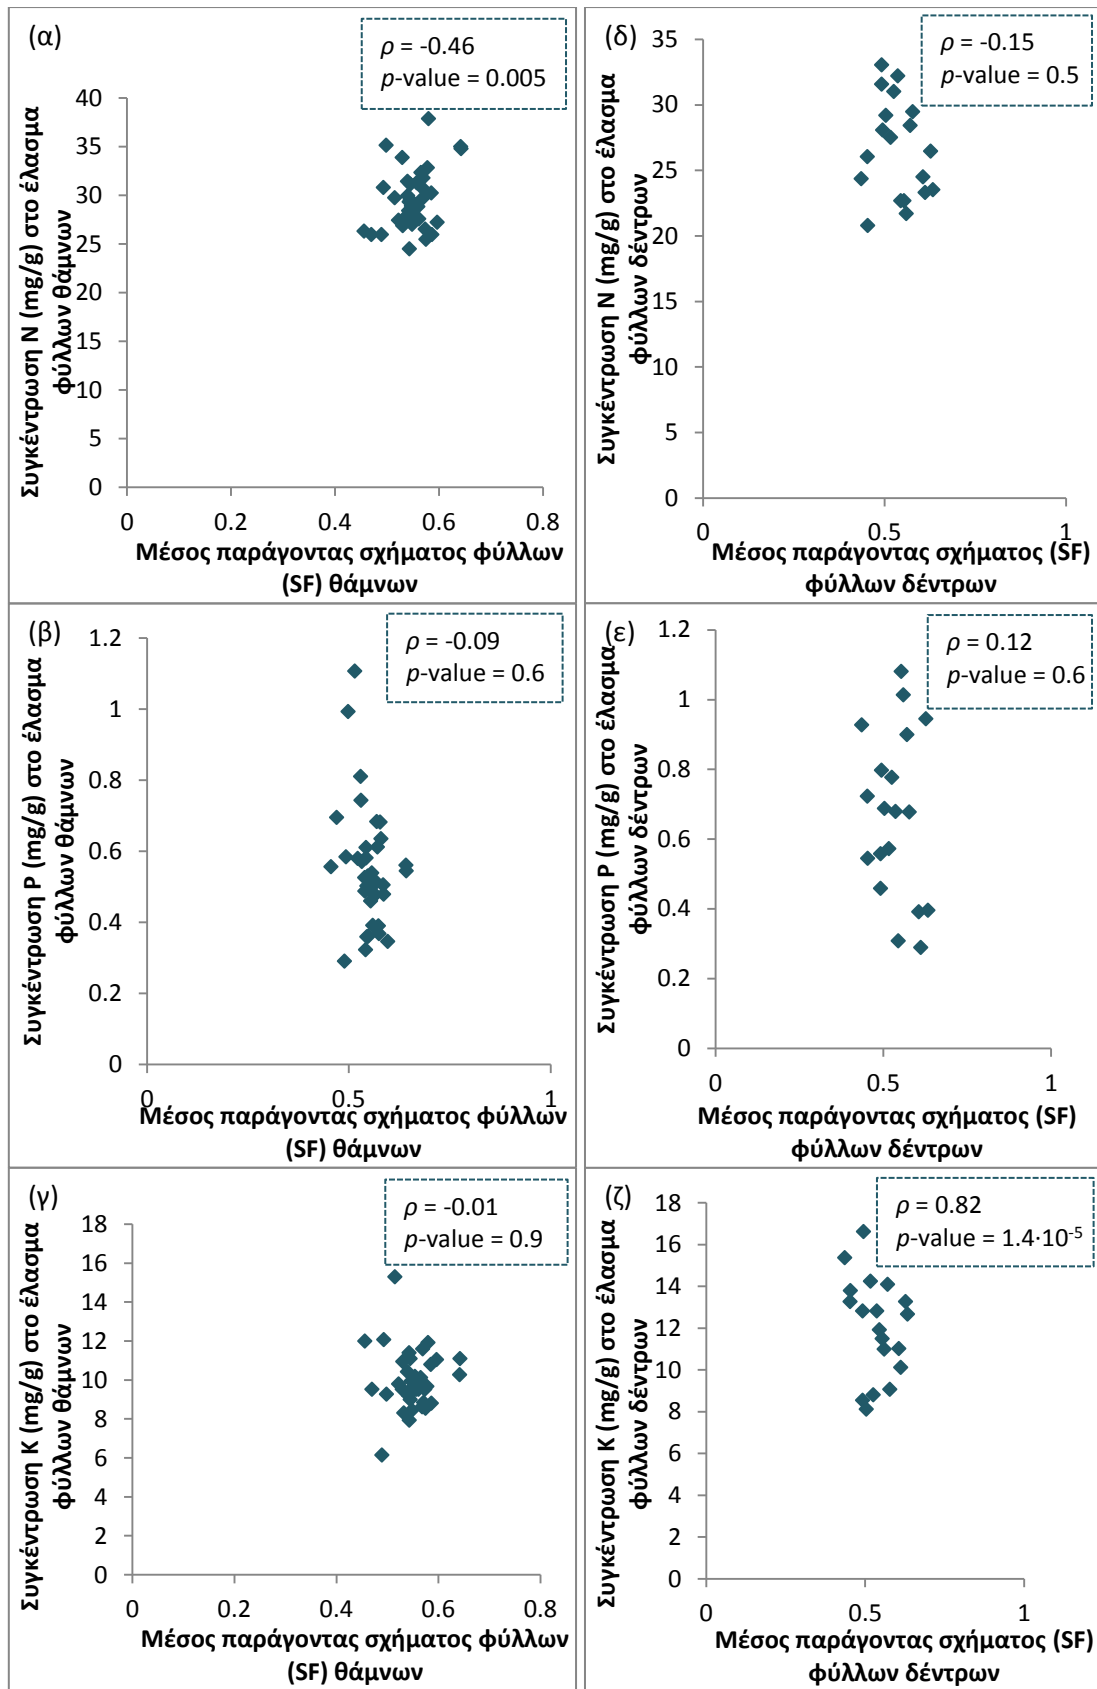 (α)
ρ = -0.46
p-value = 0.005
Συγκέντρωση N (mg/g) στο έλασμα
φύλλων θάμνων
40
35
30
25
20
15
10
5
0
0 0.2 0.4 0.6 0.8
Μέσος παράγοντας σχήματος φύλλων
(SF) θάμνων
(δ)
ρ = -0.15
p-value = 0.5
Συγκέντρωση N (mg/g) στο έλασμα
φύλλων δέντρων
35
30
25
20
15
10
5
0
0 0.5 1
Μέσος παράγοντας σχήματος (SF)
φύλλων δέντρων
(β)
ρ = -0.09
p-value = 0.6
Συγκέντρωση P (mg/g) στο έλασμα
φύλλων θάμνων
1.2
1
0.8
0.6
0.4
0.2
0
0 0.5 1
Μέσος παράγοντας σχήματος φύλλων
(SF) θάμνων
(ε)
ρ = 0.12
p-value = 0.6
Συγκέντρωση P (mg/g) στο έλασμα
φύλλων δέντρων
1.2
1
0.8
0.6
0.4
0.2
0
0 0.5 1
Μέσος παράγοντας σχήματος (SF)
φύλλων δέντρων
(γ)
ρ = -0.01
p-value = 0.9
Συγκέντρωση K (mg/g) στο έλασμα
φύλλων θάμνων
18
16
14
12
10
8
6
4
2
0
0 0.2 0.4 0.6 0.8
Μέσος παράγοντας σχήματος φύλλων
(SF) θάμνων
(ζ)
ρ = 0.82
p-value = 1.4·10⁻⁵
Συγκέντρωση K (mg/g) στο έλασμα
φύλλων δέντρων
18
16
14
12
10
8
6
4
2
0
0 0.5 1
Μέσος παράγοντας σχήματος (SF)
φύλλων δέντρων